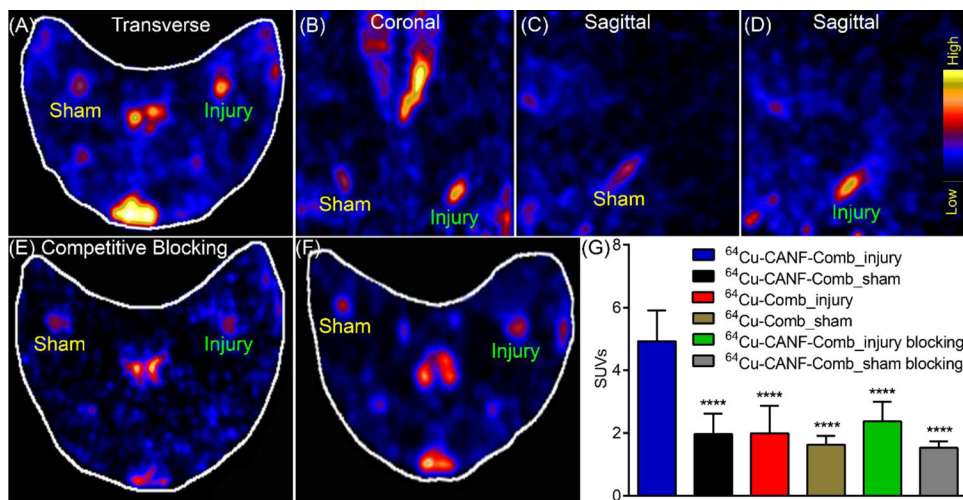 (A) Transverse
Sham
Injury
(B) Coronal
Sham
Injury
(C) Sagittal
Sham
(D) Sagittal
Injury
High
Low
(E) Competitive Blocking
Sham
Injury
(F)
Sham
Injury
(G)
8
6
4
2
0
SUVs
⁶⁴Cu-CANF-Comb_injury
⁶⁴Cu-CANF-Comb_sham
⁶⁴Cu-Comb_injury
⁶⁴Cu-Comb_sham
⁶⁴Cu-CANF-Comb_injury blocking
⁶⁴Cu-CANF-Comb_sham blocking
****
****
****
****
****